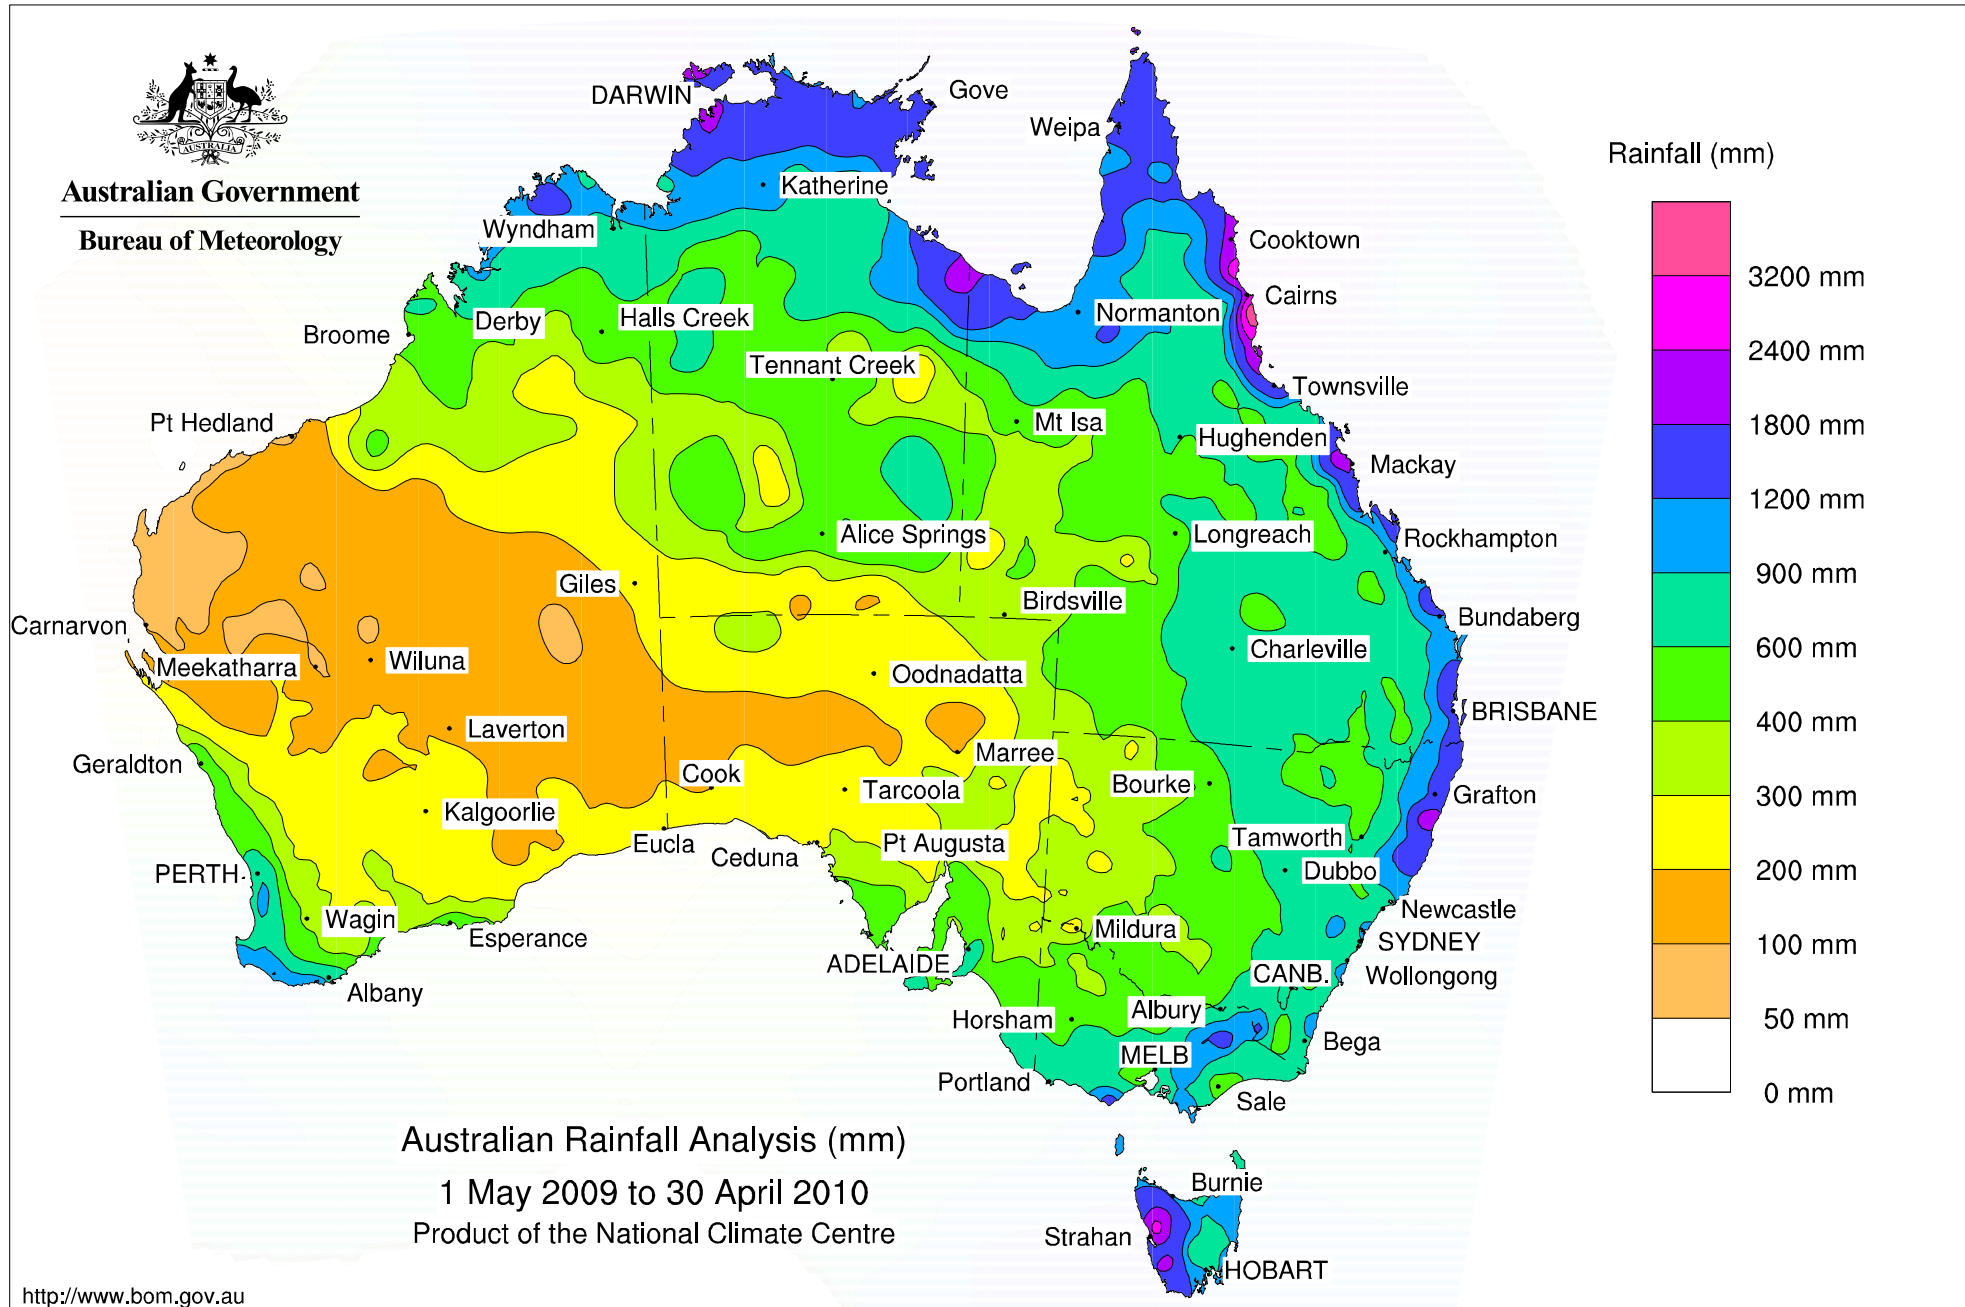 AUSTRALIA
Australian Government
Bureau of Meteorology
DARWIN
Gove
Weipa
Katherine
Wyndham
Cooktown
Cairns
Broome
Derby
Halls Creek
Normanton
Tennant Creek
Townsville
Pt Hedland
Mt Isa
Hughenden
Mackay
Alice Springs
Longreach
Rockhampton
Giles
Birdsville
Carnarvon
Bundaberg
Meekatharra
Wiluna
Charleville
Oodnadatta
BRISBANE
Laverton
Geraldton
Marree
Cook
Tarcoola
Bourke
Grafton
Kalgoorlie
Eucla
Ceduna
Pt Augusta
Tamworth
PERTH
Dubbo
Wagin
Newcastle
Esperance
Mildura
SYDNEY
ADELAIDE
CANB.
Wollongong
Albany
Horsham
Albury
Bega
MELB
Portland
Sale
Burnie
Strahan
HOBART
Rainfall (mm)
3200 mm
2400 mm
1800 mm
1200 mm
900 mm
600 mm
400 mm
300 mm
200 mm
100 mm
50 mm
0 mm
Australian Rainfall Analysis (mm)
1 May 2009 to 30 April 2010
Product of the National Climate Centre
http://www.bom.gov.au